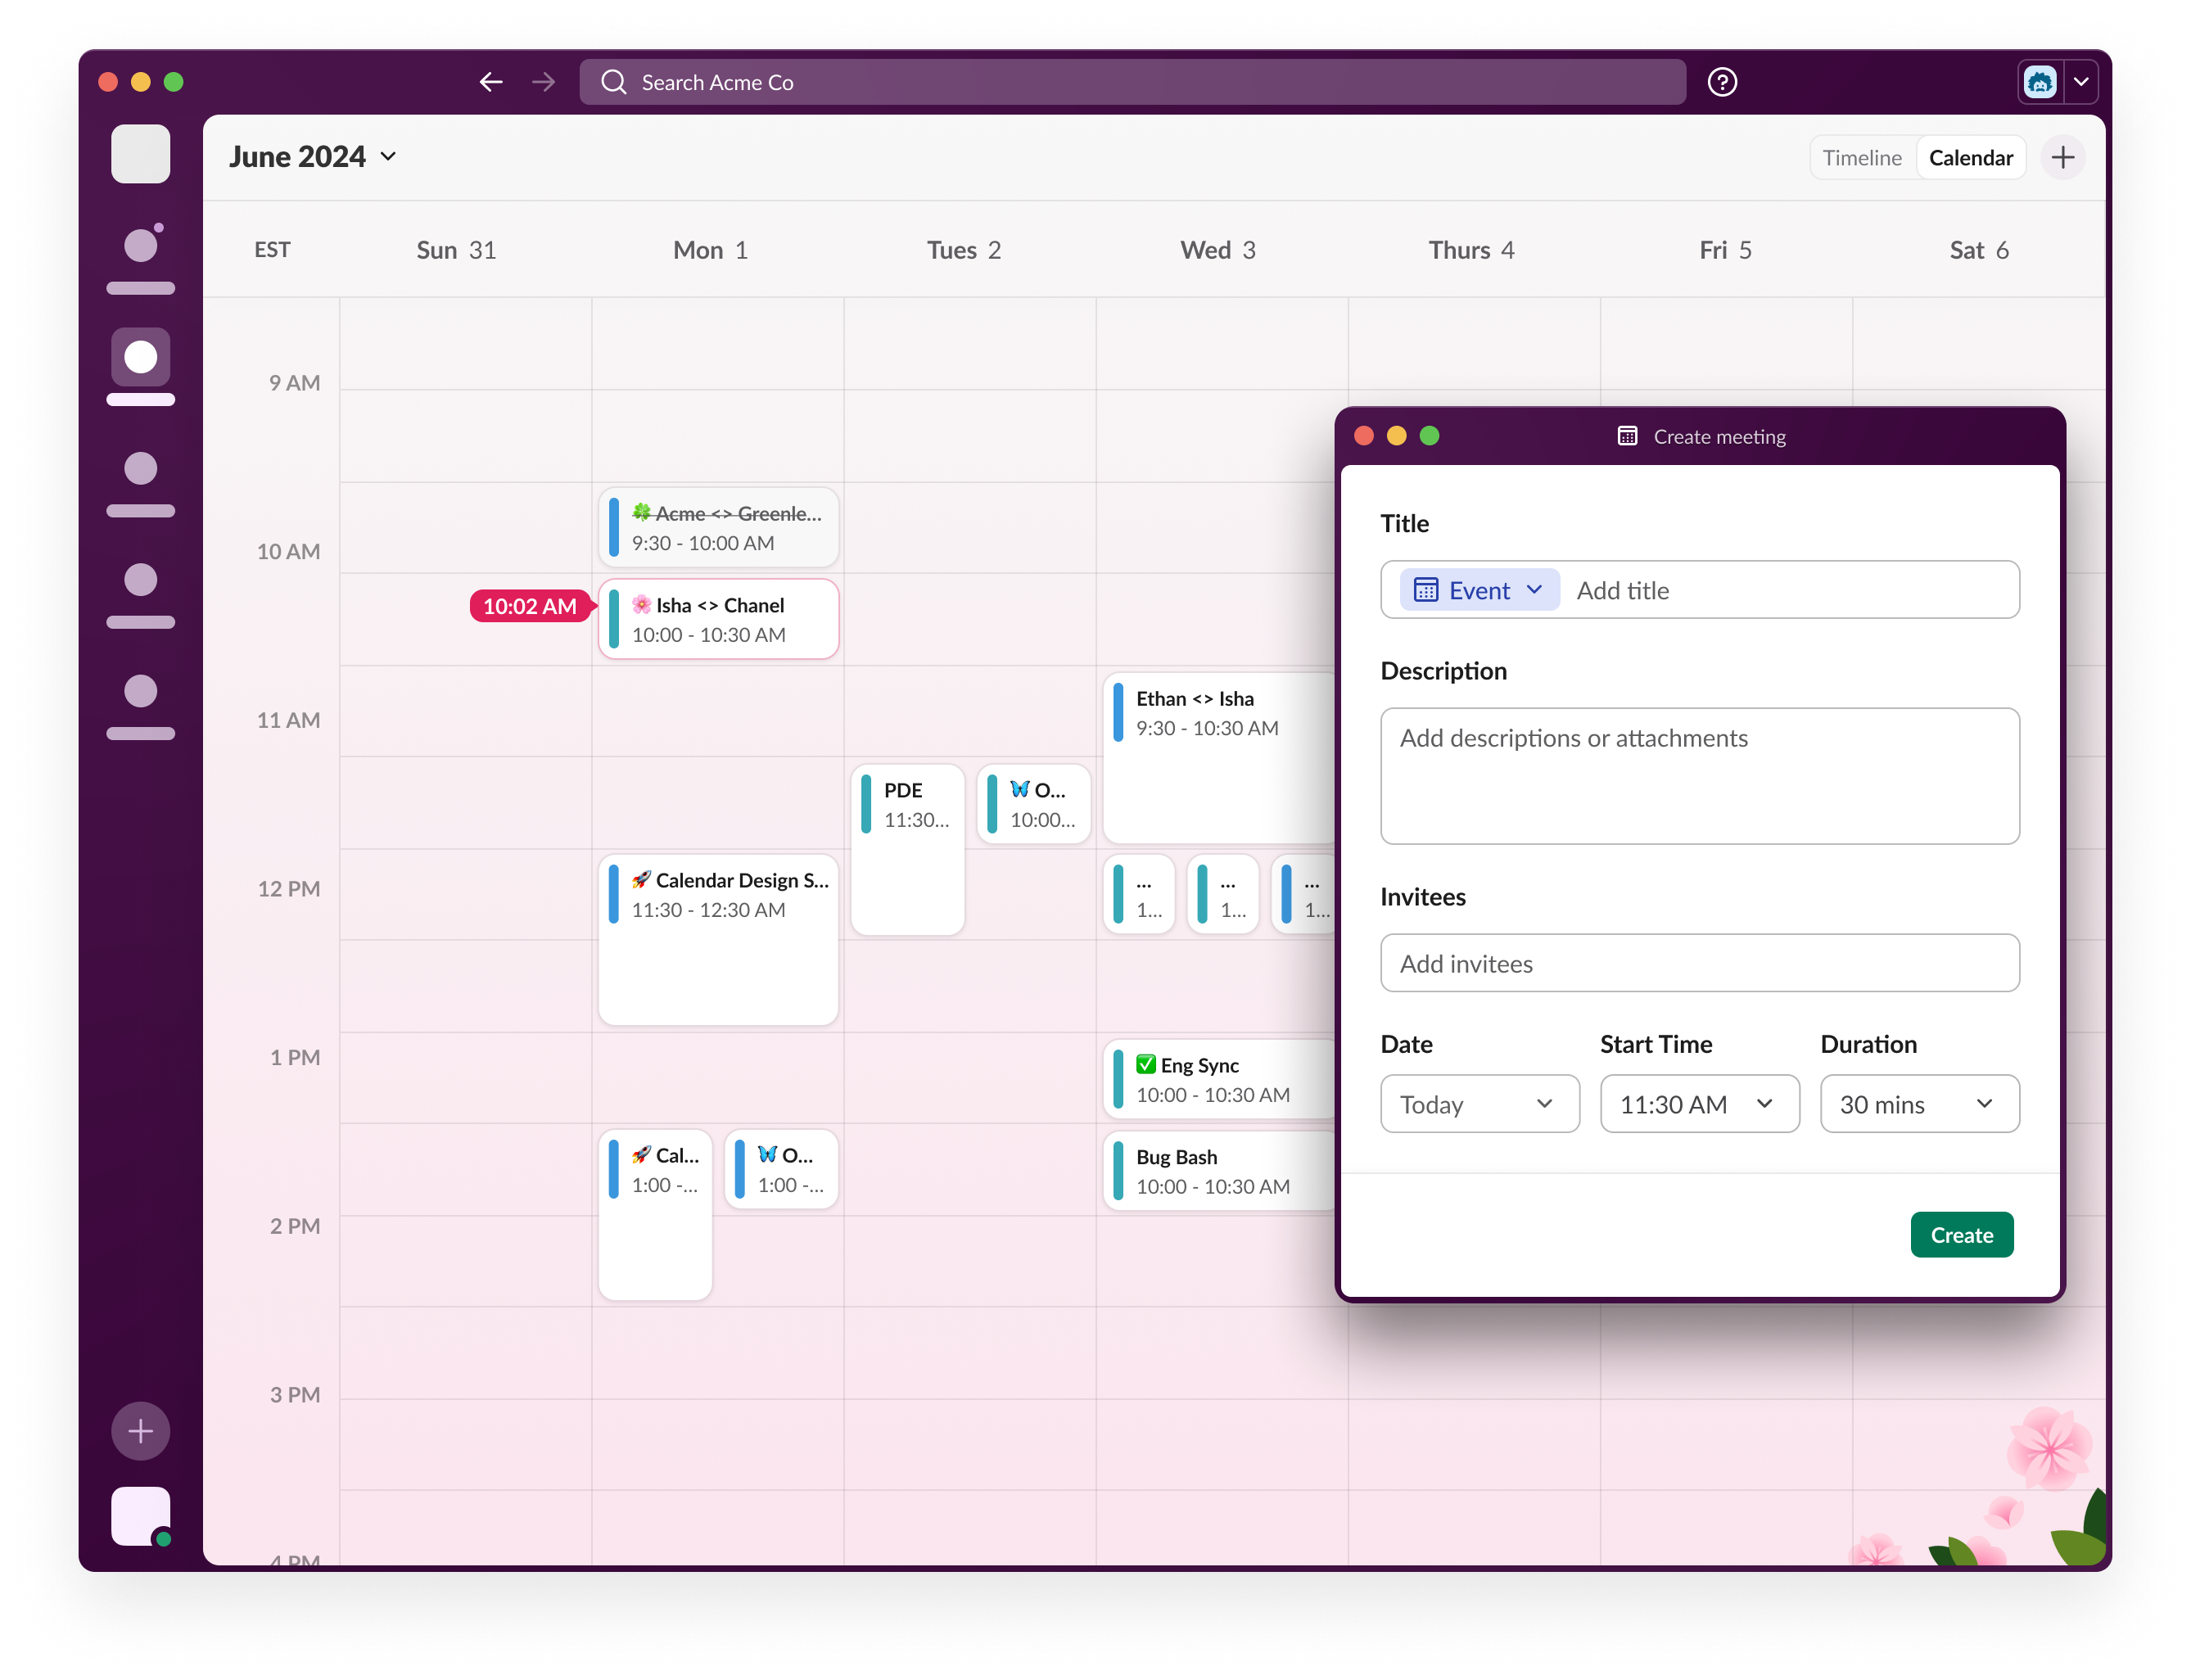 Search Acme Co
June 2024
Timeline Calendar
EST Sun 31 Mon 1 Tues 2 Wed 3 Thurs 4 Fri 5 Sat 6
9 AM
10 AM
11 AM
12 PM
1 PM
2 PM
3 PM
4 PM
🍀 Acme <> Greenle...
9:30 - 10:00 AM
10:02 AM
🌸 Isha <> Chanel
10:00 - 10:30 AM
🚀 Calendar Design S...
11:30 - 12:30 AM
🚀 Cal...
1:00 -...
🦋 O...
1:00 -...
PDE
11:30...
🦋 O...
10:00...
Ethan <> Isha
9:30 - 10:30 AM
...
1...
...
1...
...
1...
✅ Eng Sync
10:00 - 10:30 AM
Bug Bash
10:00 - 10:30 AM
Create meeting
Title
Event Add title
Description
Add descriptions or attachments
Invitees
Add invitees
Date Start Time Duration
Today 11:30 AM 30 mins
Create